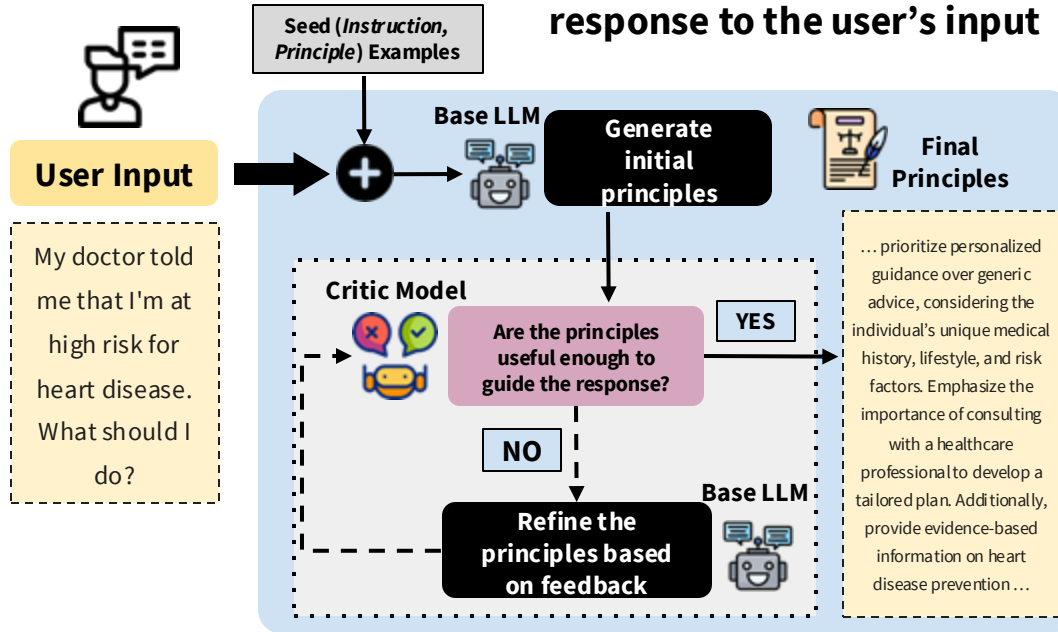 response to the user's input
Seed (Instruction,
Principle) Examples
User Input
My doctor told
me that I'm at
high risk for
heart disease.
What should I
do?
Base LLM
Generate
initial
principles
Final
Principles
Critic Model
Are the principles
useful enough to
guide the response?
YES
NO
Base LLM
Refine the
principles based
on feedback
... prioritize personalized
guidance over generic
advice, considering the
individual's unique medical
history, lifestyle, and risk
factors. Emphasize the
importance of consulting
with a healthcare
professional to develop a
tailored plan. Additionally,
provide evidence-based
information on heart
disease prevention ...